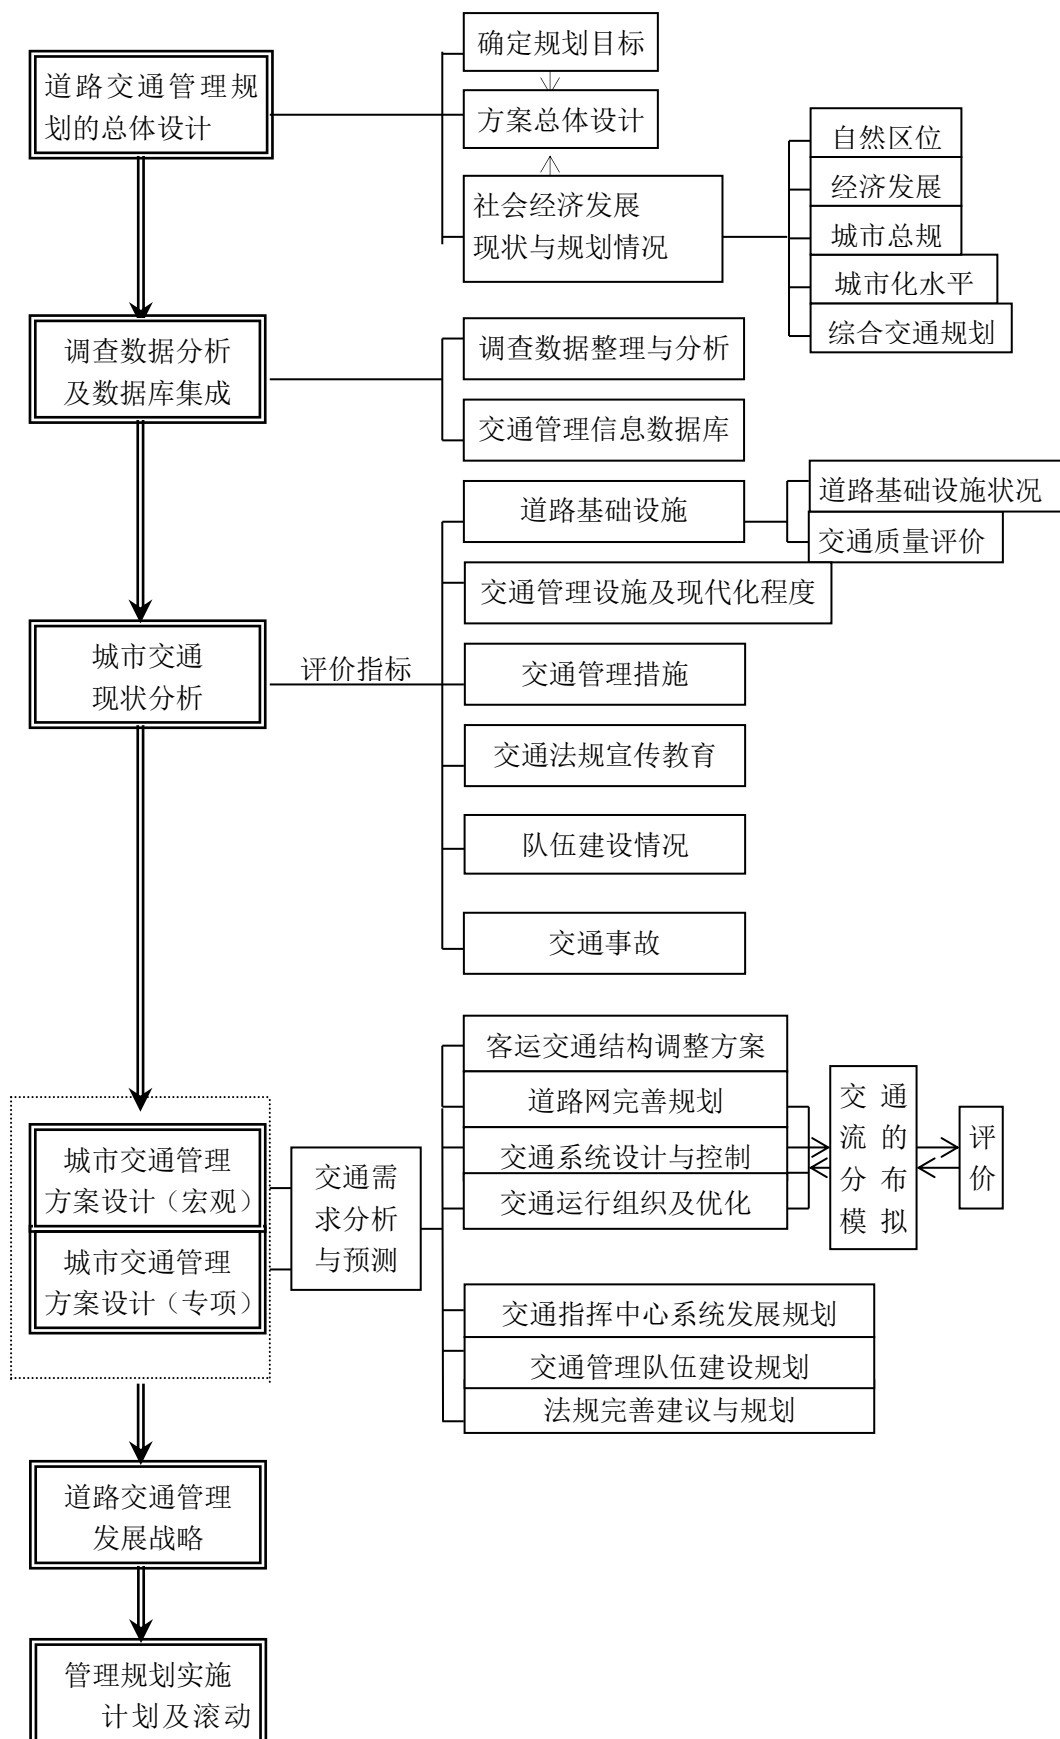 确定规划目标
道路交通管理规
划的总体设计
方案总体设计
社会经济发展
现状与规划情况
自然区位
经济发展
城市总规
城市化水平
综合交通规划
调查数据分析
及数据库集成
调查数据整理与分析
交通管理信息数据库
城市交通
现状分析
评价指标
道路基础设施
道路基础设施状况
交通质量评价
交通管理设施及现代化程度
交通管理措施
交通法规宣传教育
队伍建设情况
交通事故
城市交通管理
方案设计（宏观）
城市交通管理
方案设计（专项）
交通需
求分析
与预测
客运交通结构调整方案
道路网完善规划
交通系统设计与控制
交通运行组织及优化
交通
流的
分布
模拟
评
价
交通指挥中心系统发展规划
交通管理队伍建设规划
法规完善建议与规划
道路交通管理
发展战略
管理规划实施
计划及滚动